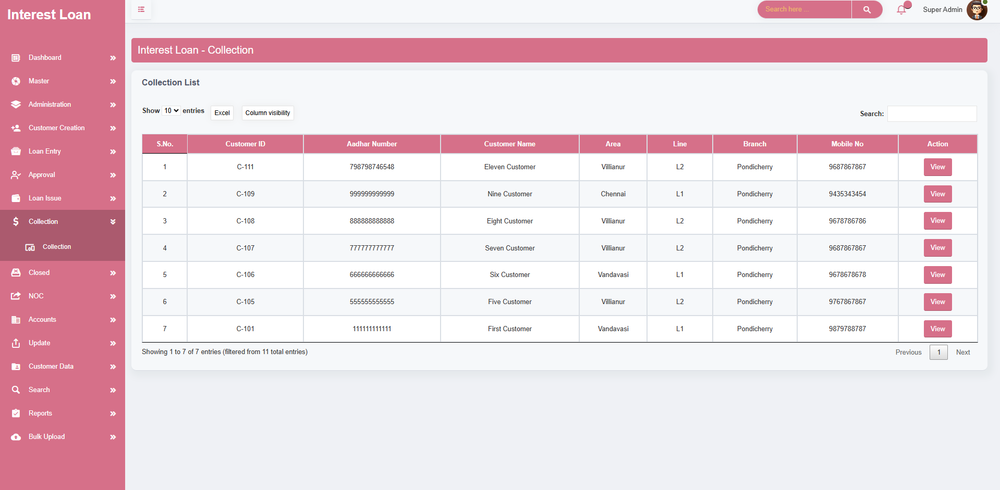 Interest Loan
Search here ...
Super Admin
Dashboard
Master
Administration
Customer Creation
Loan Entry
Approval
Loan Issue
Collection
Collection
Closed
NOC
Accounts
Update
Customer Data
Search
Reports
Bulk Upload
Interest Loan - Collection
Collection List
Show 10 entries Excel Column visibility Search:
S.No. Customer ID Aadhar Number Customer Name Area Line Branch Mobile No Action
1 C-111 798798746548 Eleven Customer Villianur L2 Pondicherry 9687867867 View
2 C-109 999999999999 Nine Customer Chennai L1 Pondicherry 9435343454 View
3 C-108 888888888888 Eight Customer Villianur L2 Pondicherry 9678786786 View
4 C-107 777777777777 Seven Customer Villianur L2 Pondicherry 9687867867 View
5 C-106 666666666666 Six Customer Vandavasi L1 Pondicherry 9678678678 View
6 C-105 555555555555 Five Customer Villianur L2 Pondicherry 9767867867 View
7 C-101 111111111111 First Customer Vandavasi L1 Pondicherry 9879788787 View
Showing 1 to 7 of 7 entries (filtered from 11 total entries) Previous 1 Next